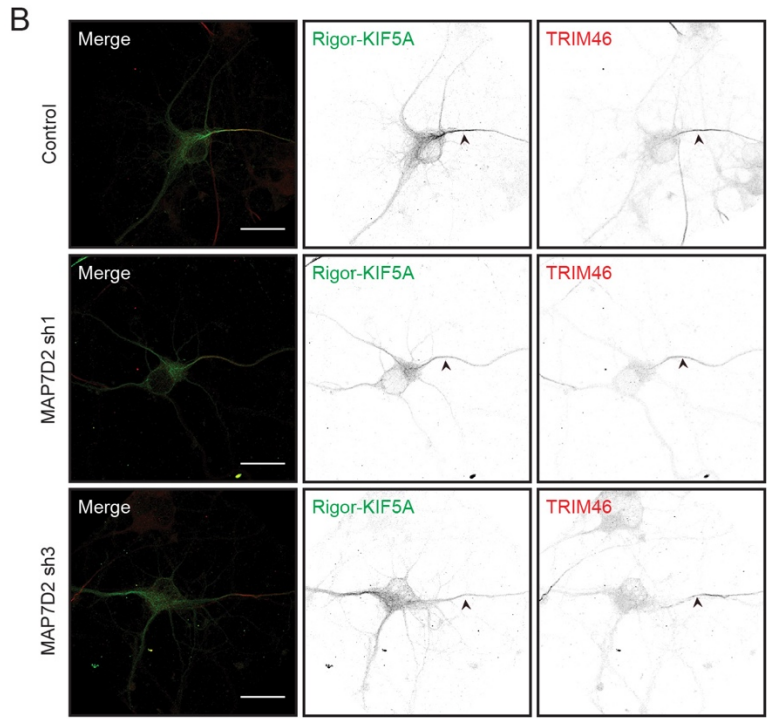 B
Merge
Rigor-KIF5A
TRIM46
Control
Merge
Rigor-KIF5A
TRIM46
MAP7D2 sh1
Merge
Rigor-KIF5A
TRIM46
MAP7D2 sh3